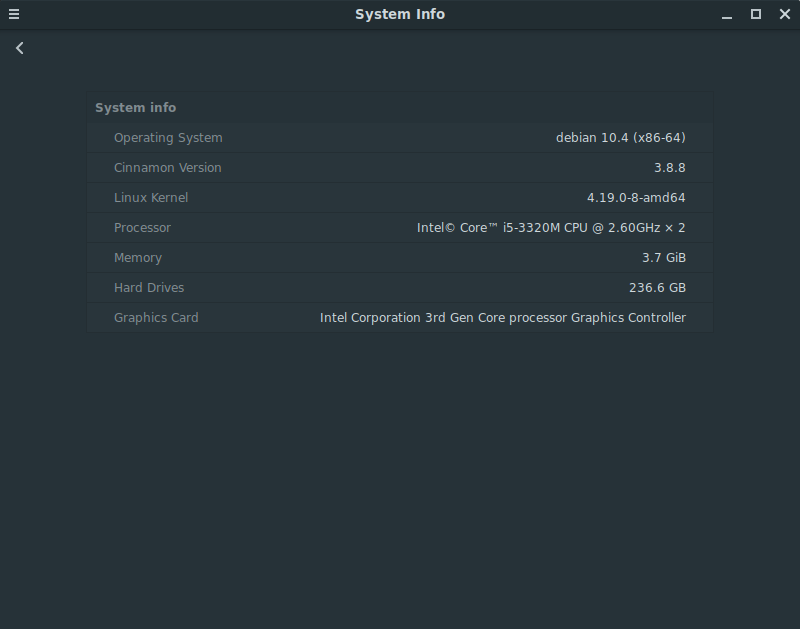 System Info
System info
Operating System debian 10.4 (x86-64)
Cinnamon Version 3.8.8
Linux Kernel 4.19.0-8-amd64
Processor Intel© Core™ i5-3320M CPU @ 2.60GHz × 2
Memory 3.7 GiB
Hard Drives 236.6 GB
Graphics Card Intel Corporation 3rd Gen Core processor Graphics Controller